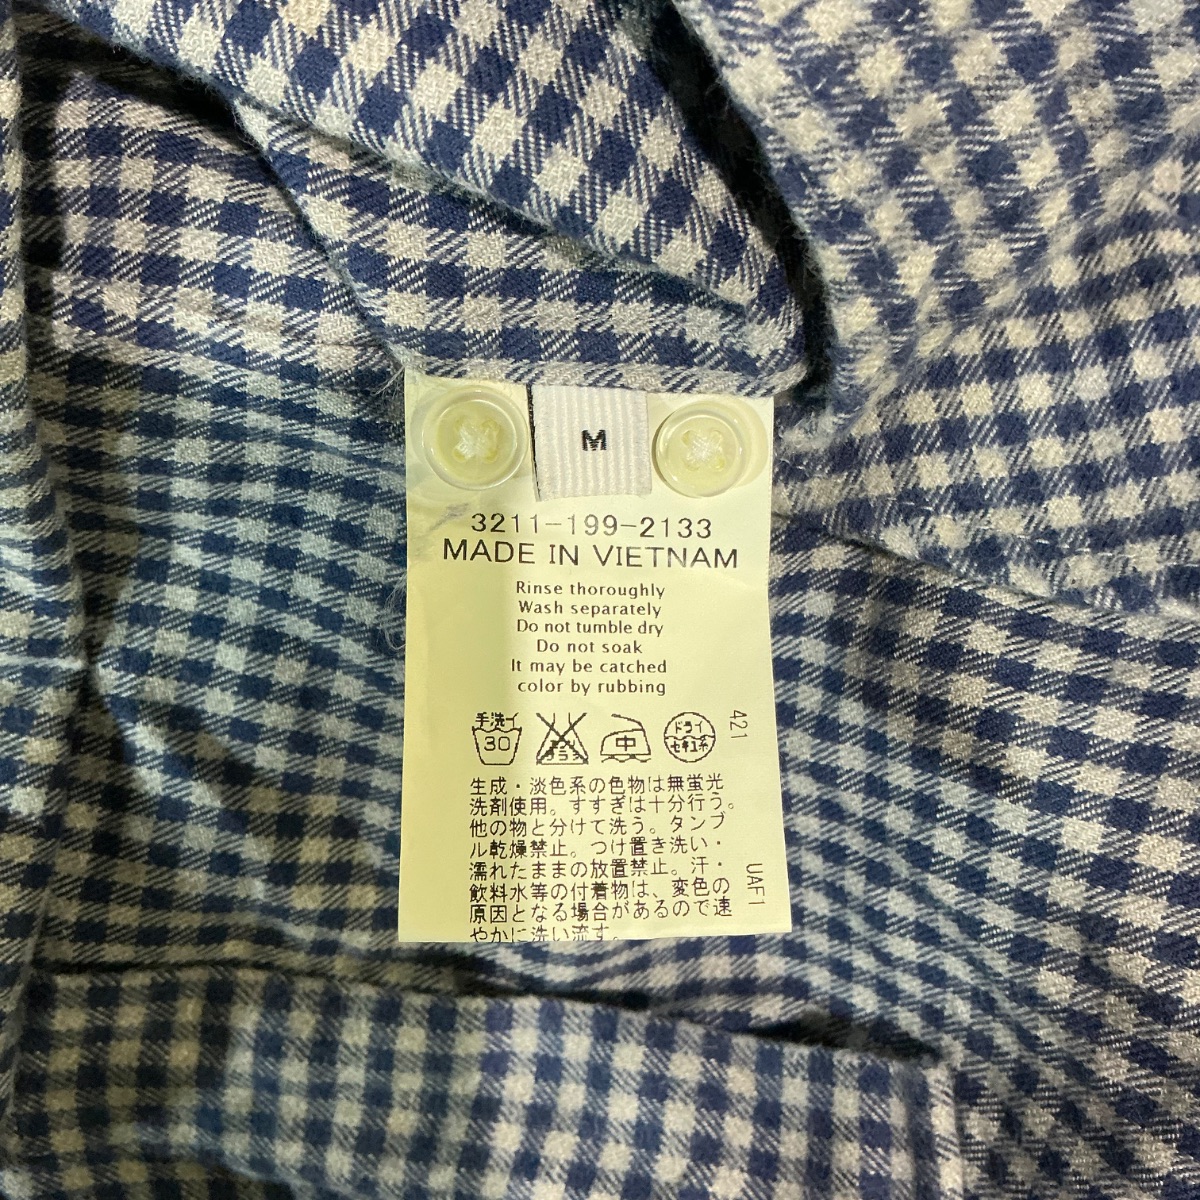 M
3211-199-2133
MADE IN VIETNAM
Rinse thoroughly
Wash separately
Do not tumble dry
Do not soak
It may be catched
color by rubbing
手洗イ
30
エンソ
サラシ
中
ドライ
セキユ系
421
生成・淡色系の色物は無蛍光
洗剤使用。すすぎは十分行う。
他の物と分けて洗う。タンブ
ル乾燥禁止。つけ置き洗い・
濡れたままの放置禁止。汗・
飲料水等の付着物は、変色の
原因となる場合があるので速
やかに洗い流す。
UAF1